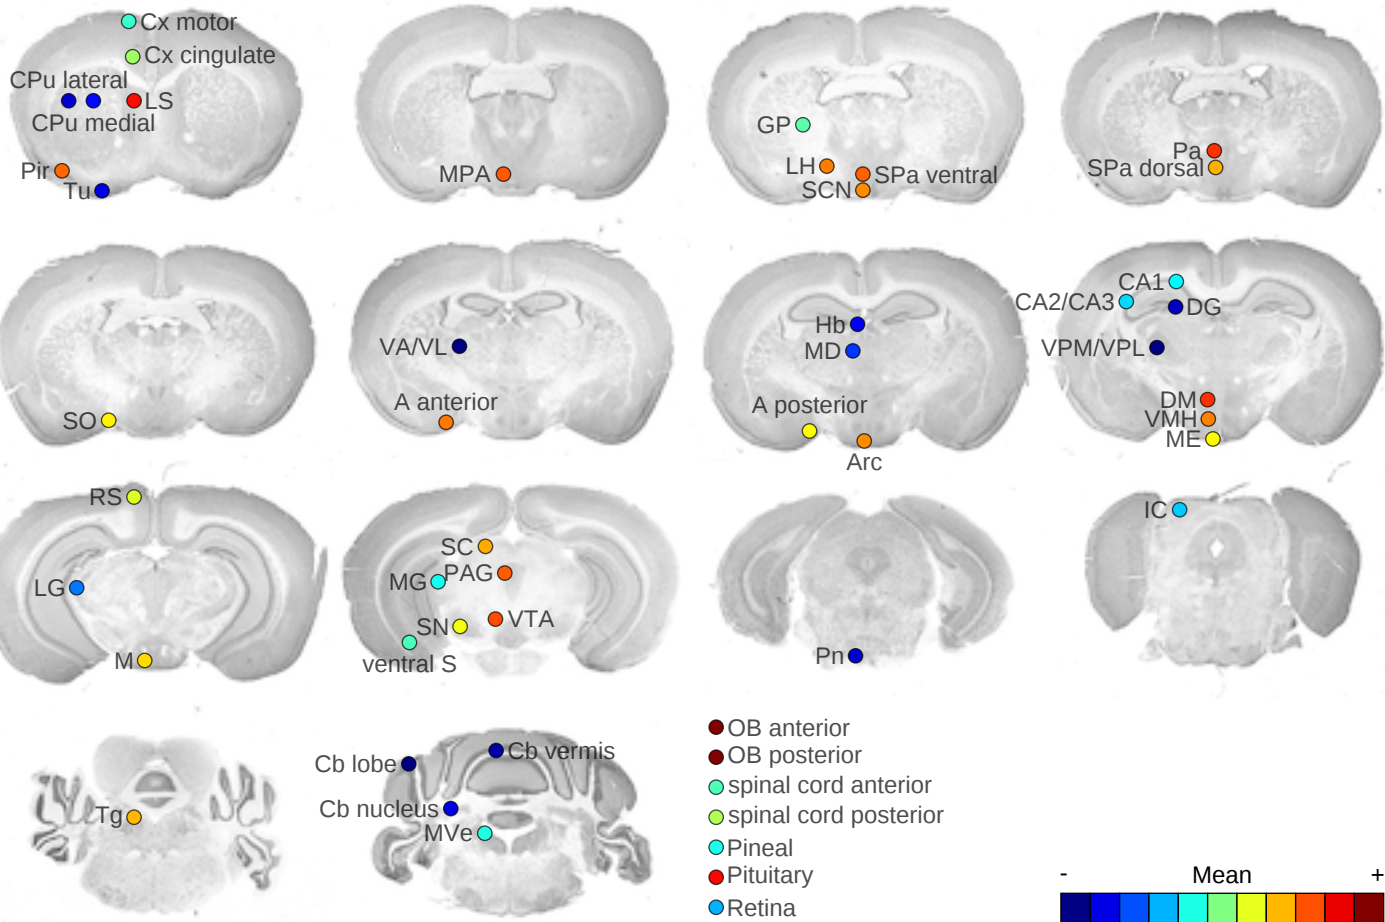 Cx motor
Cx cingulate
CPu lateral
LS
CPu medial
Pir
Tu
MPA
GP
LH
SPa ventral
SCN
Pa
SPa dorsal
SO
VA/VL
A anterior
Hb
MD
A posterior
Arc
CA1
CA2/CA3
DG
VPM/VPL
DM
VMH
ME
RS
LG
M
SC
MG
PAG
SN
VTA
ventral S
Pn
IC
Tg
Cb lobe
Cb vermis
Cb nucleus
MVe
OB anterior
OB posterior
spinal cord anterior
spinal cord posterior
Pineal
Pituitary
Retina
- Mean +